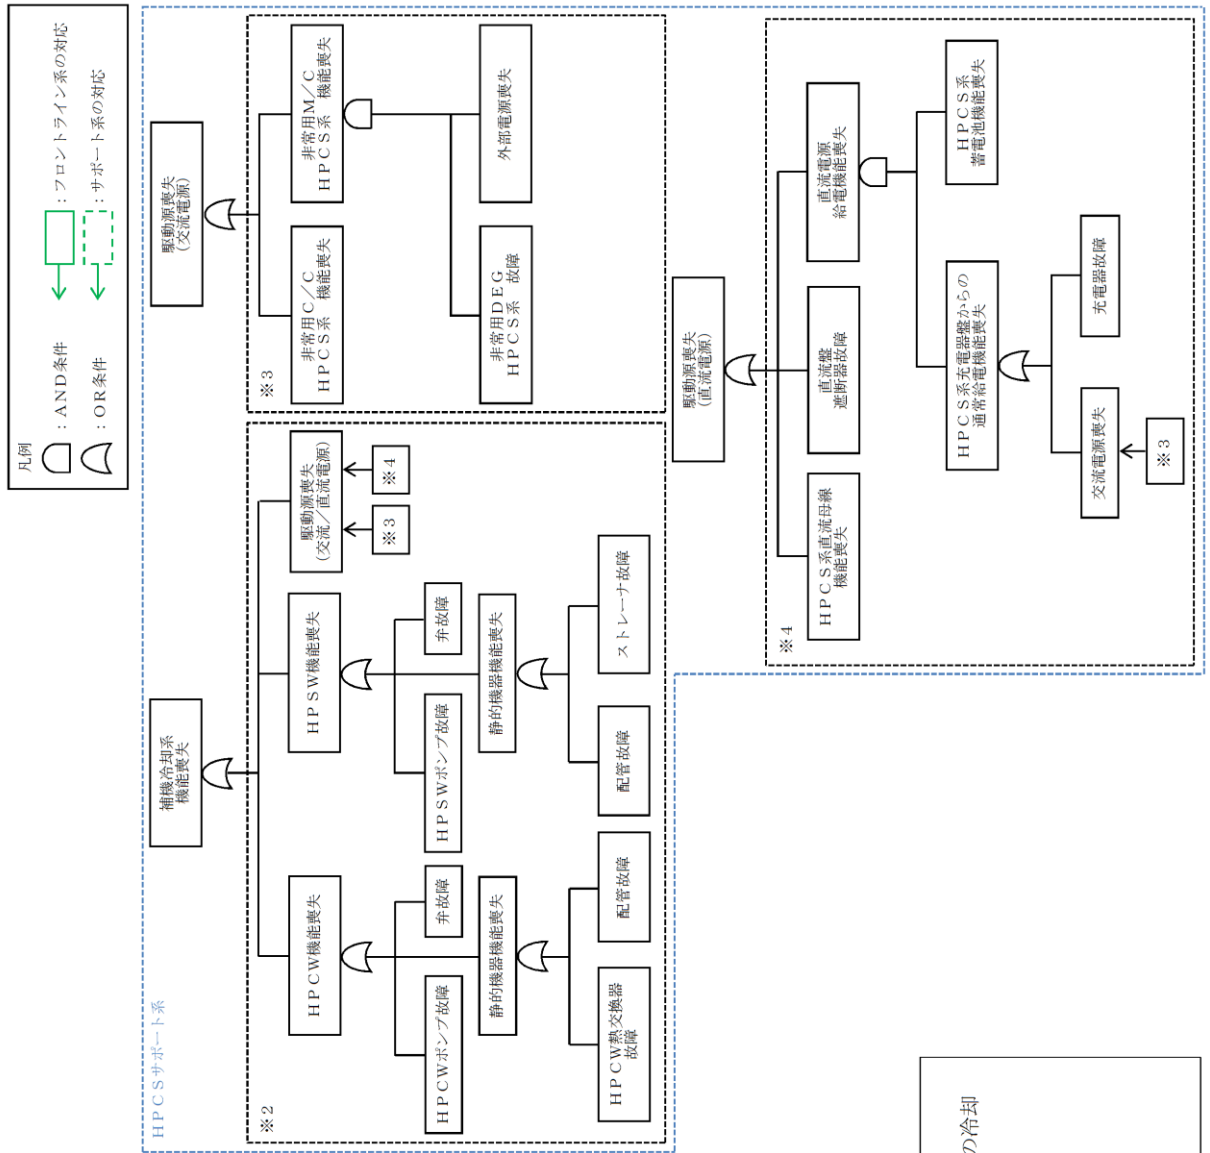 凡例
：AND条件
：OR条件
：フロントライン系の対応
：サポート系の対応
HPCSサポート系
※2
補機冷却系
機能喪失
HPCW機能喪失
HPSW機能喪失
駆動源喪失
(交流／直流電源)
※3
※4
HPCWポンプ故障
弁故障
HPSWポンプ故障
弁故障
静的機器機能喪失
静的機器機能喪失
HPCW熱交換器
故障
配管故障
配管故障
ストレーナ故障
駆動源喪失
(交流電源)
※3
非常用C／C
HPCS系　機能喪失
非常用M／C
HPCS系　機能喪失
非常用DEG
HPCS系　故障
外部電源喪失
駆動源喪失
(直流電源)
※4
HPCS系直流母線
機能喪失
直流盤
遮断器故障
直流電源
給電機能喪失
HPCS系充電器盤からの
通常給電機能喪失
HPCS系
蓄電池機能喪失
交流電源喪失
充電器故障
※3
の冷却